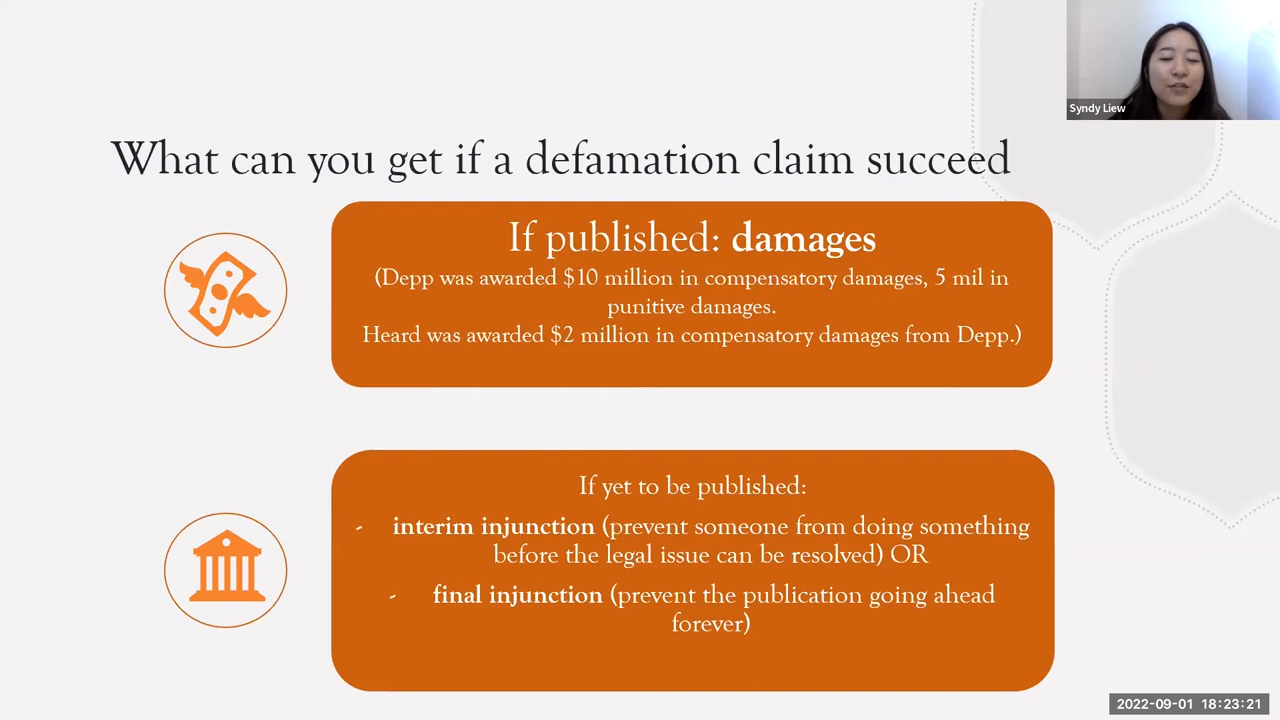 Syndy Liew
What can you get if a defamation claim succeed
If published: damages
(Depp was awarded $10 million in compensatory damages, 5 mil in
punitive damages.
Heard was awarded $2 million in compensatory damages from Depp.)
If yet to be published:
- interim injunction (prevent someone from doing something
before the legal issue can be resolved) OR
- final injunction (prevent the publication going ahead
forever)
2022-09-01 18:23:21